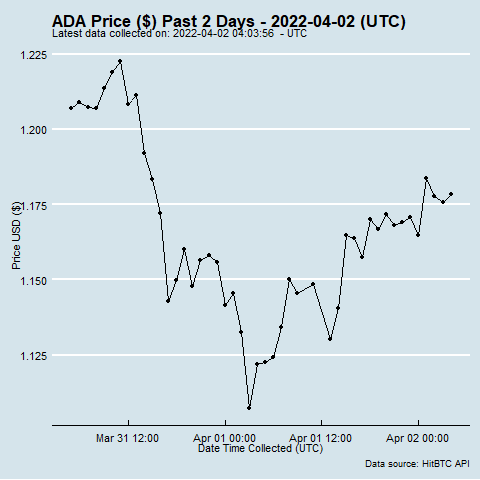 ADA Price ($) Past 2 Days - 2022-04-02 (UTC)
Latest data collected on: 2022-04-02 04:03:56 - UTC
1.225
1.200
1.175
1.150
1.125
Price USD ($)
Mar 31 12:00 Apr 01 00:00 Apr 01 12:00 Apr 02 00:00
Date Time Collected (UTC)
Data source: HitBTC API